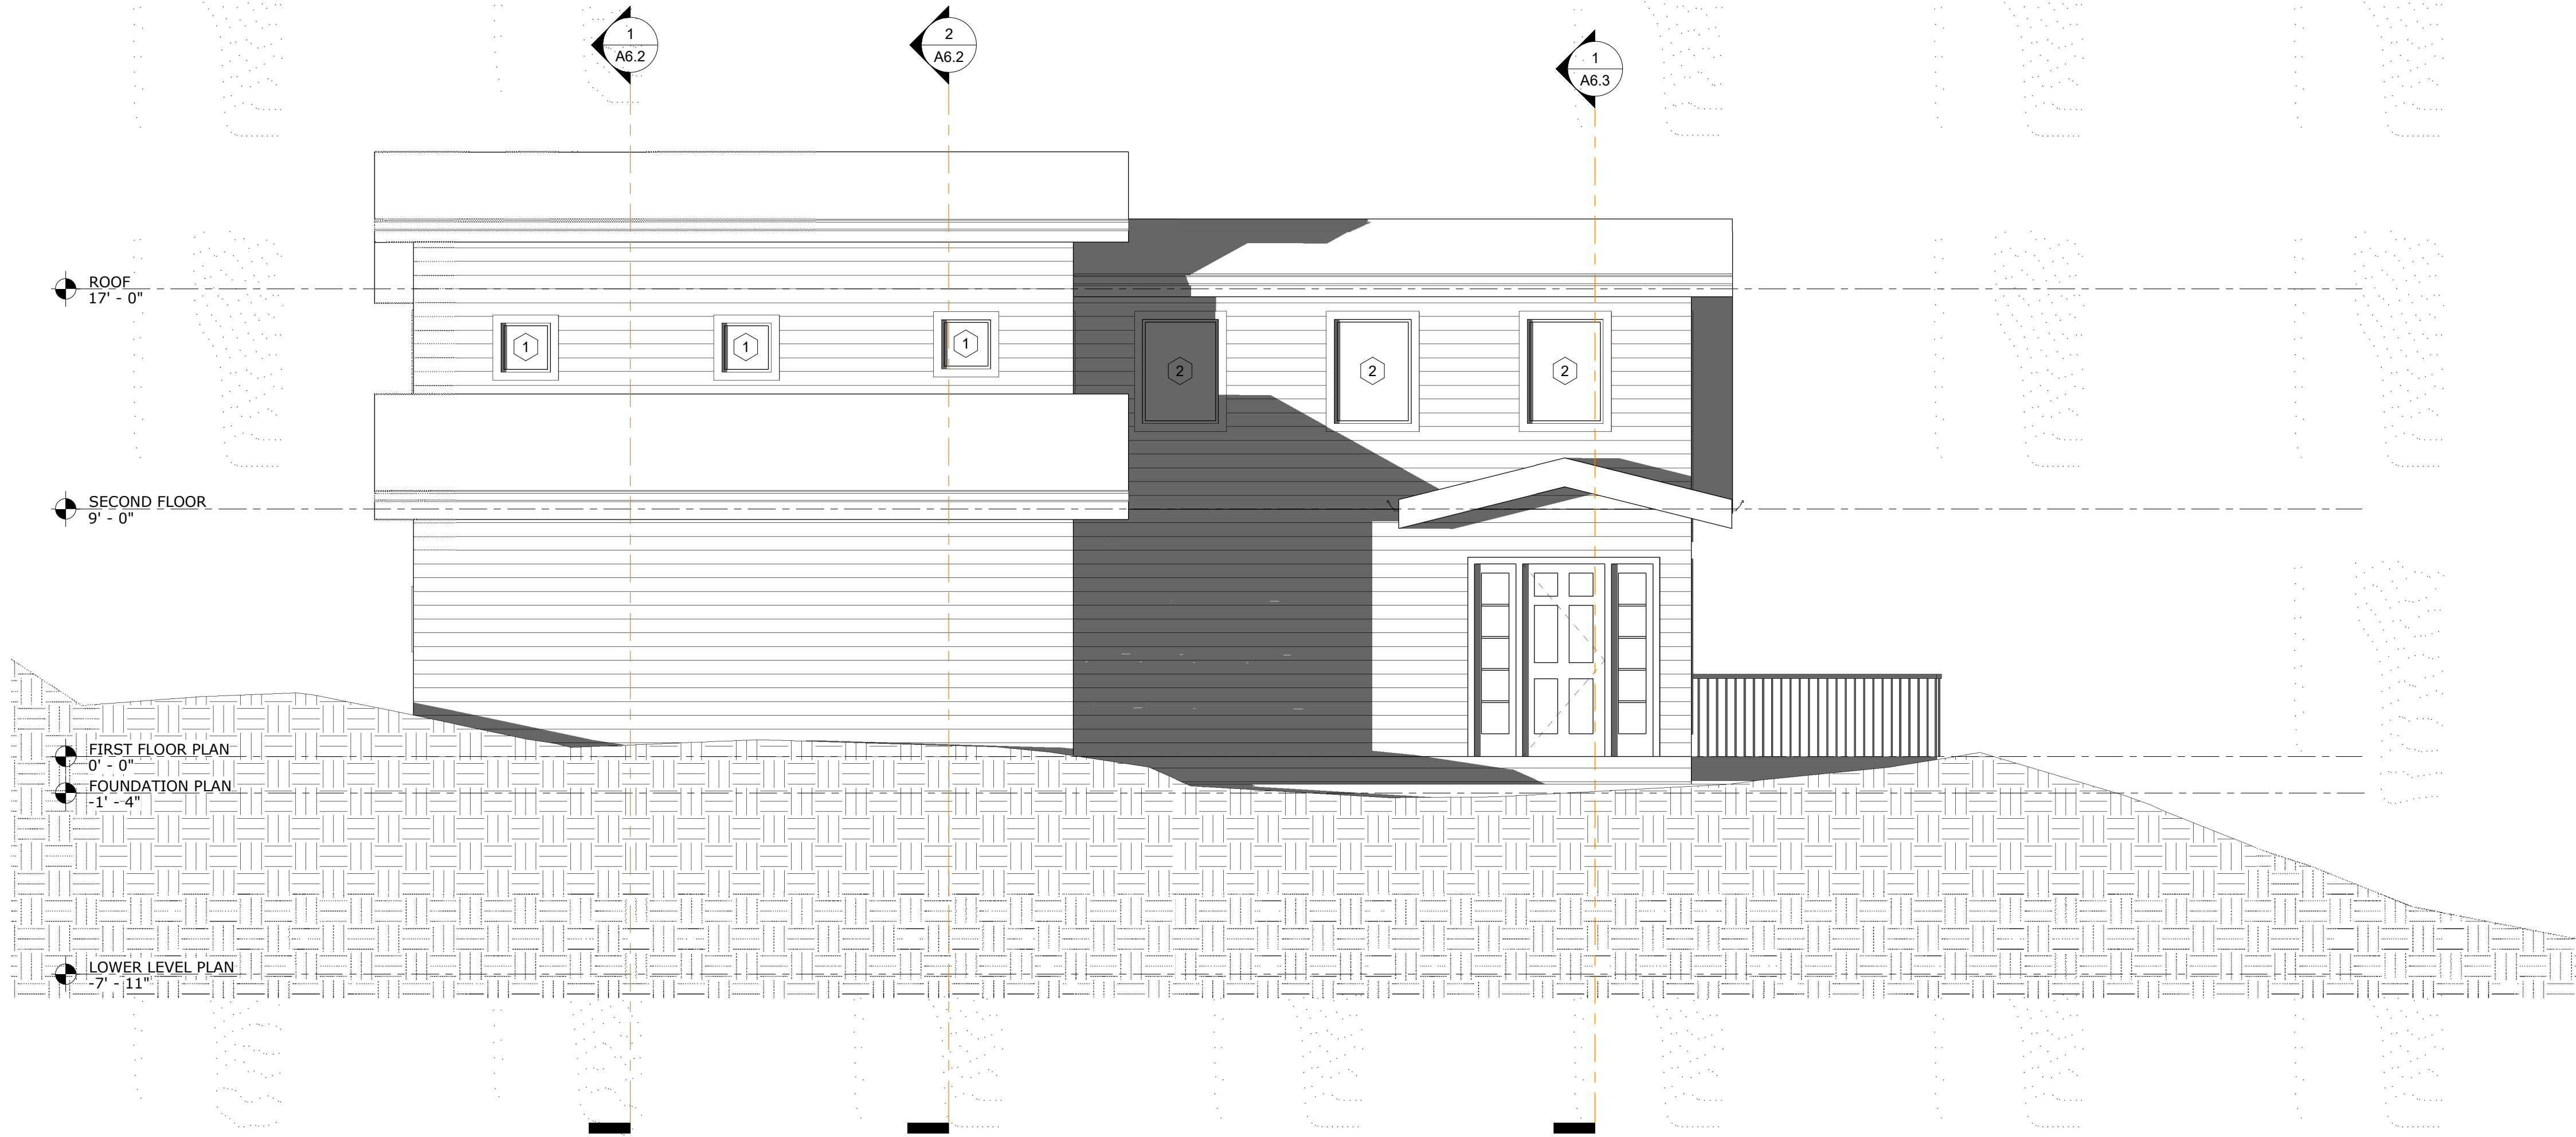 1
A6.2
2
A6.2
1
A6.3
ROOF
17' - 0"
1
1
1
2
2
2
SECOND FLOOR
9' - 0"
FIRST FLOOR PLAN
0' - 0"
FOUNDATION PLAN
-1' - 4"
LOWER LEVEL PLAN
-7' - 11"